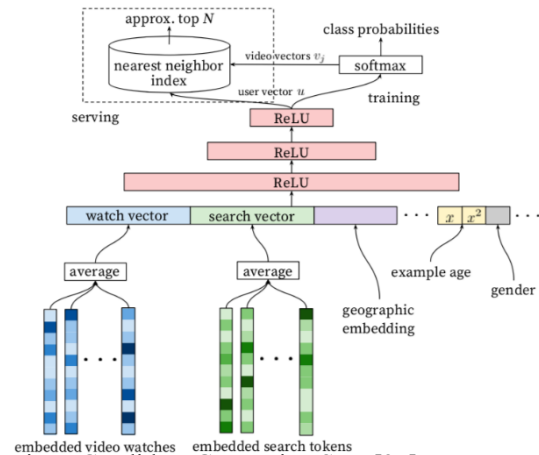 approx. top N
class probabilities
nearest neighbor
index
video vectors vj
softmax
user vector u
serving
training
ReLU
ReLU
ReLU
watch vector
search vector
x
x²
average
average
example age
gender
geographic
embedding
embedded video watches
embedded search tokens